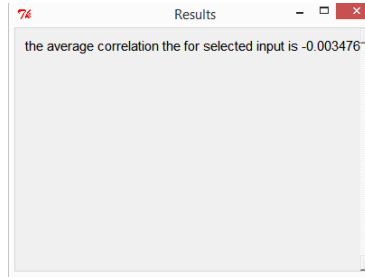 Results
the average correlation the for selected input is -0.003476